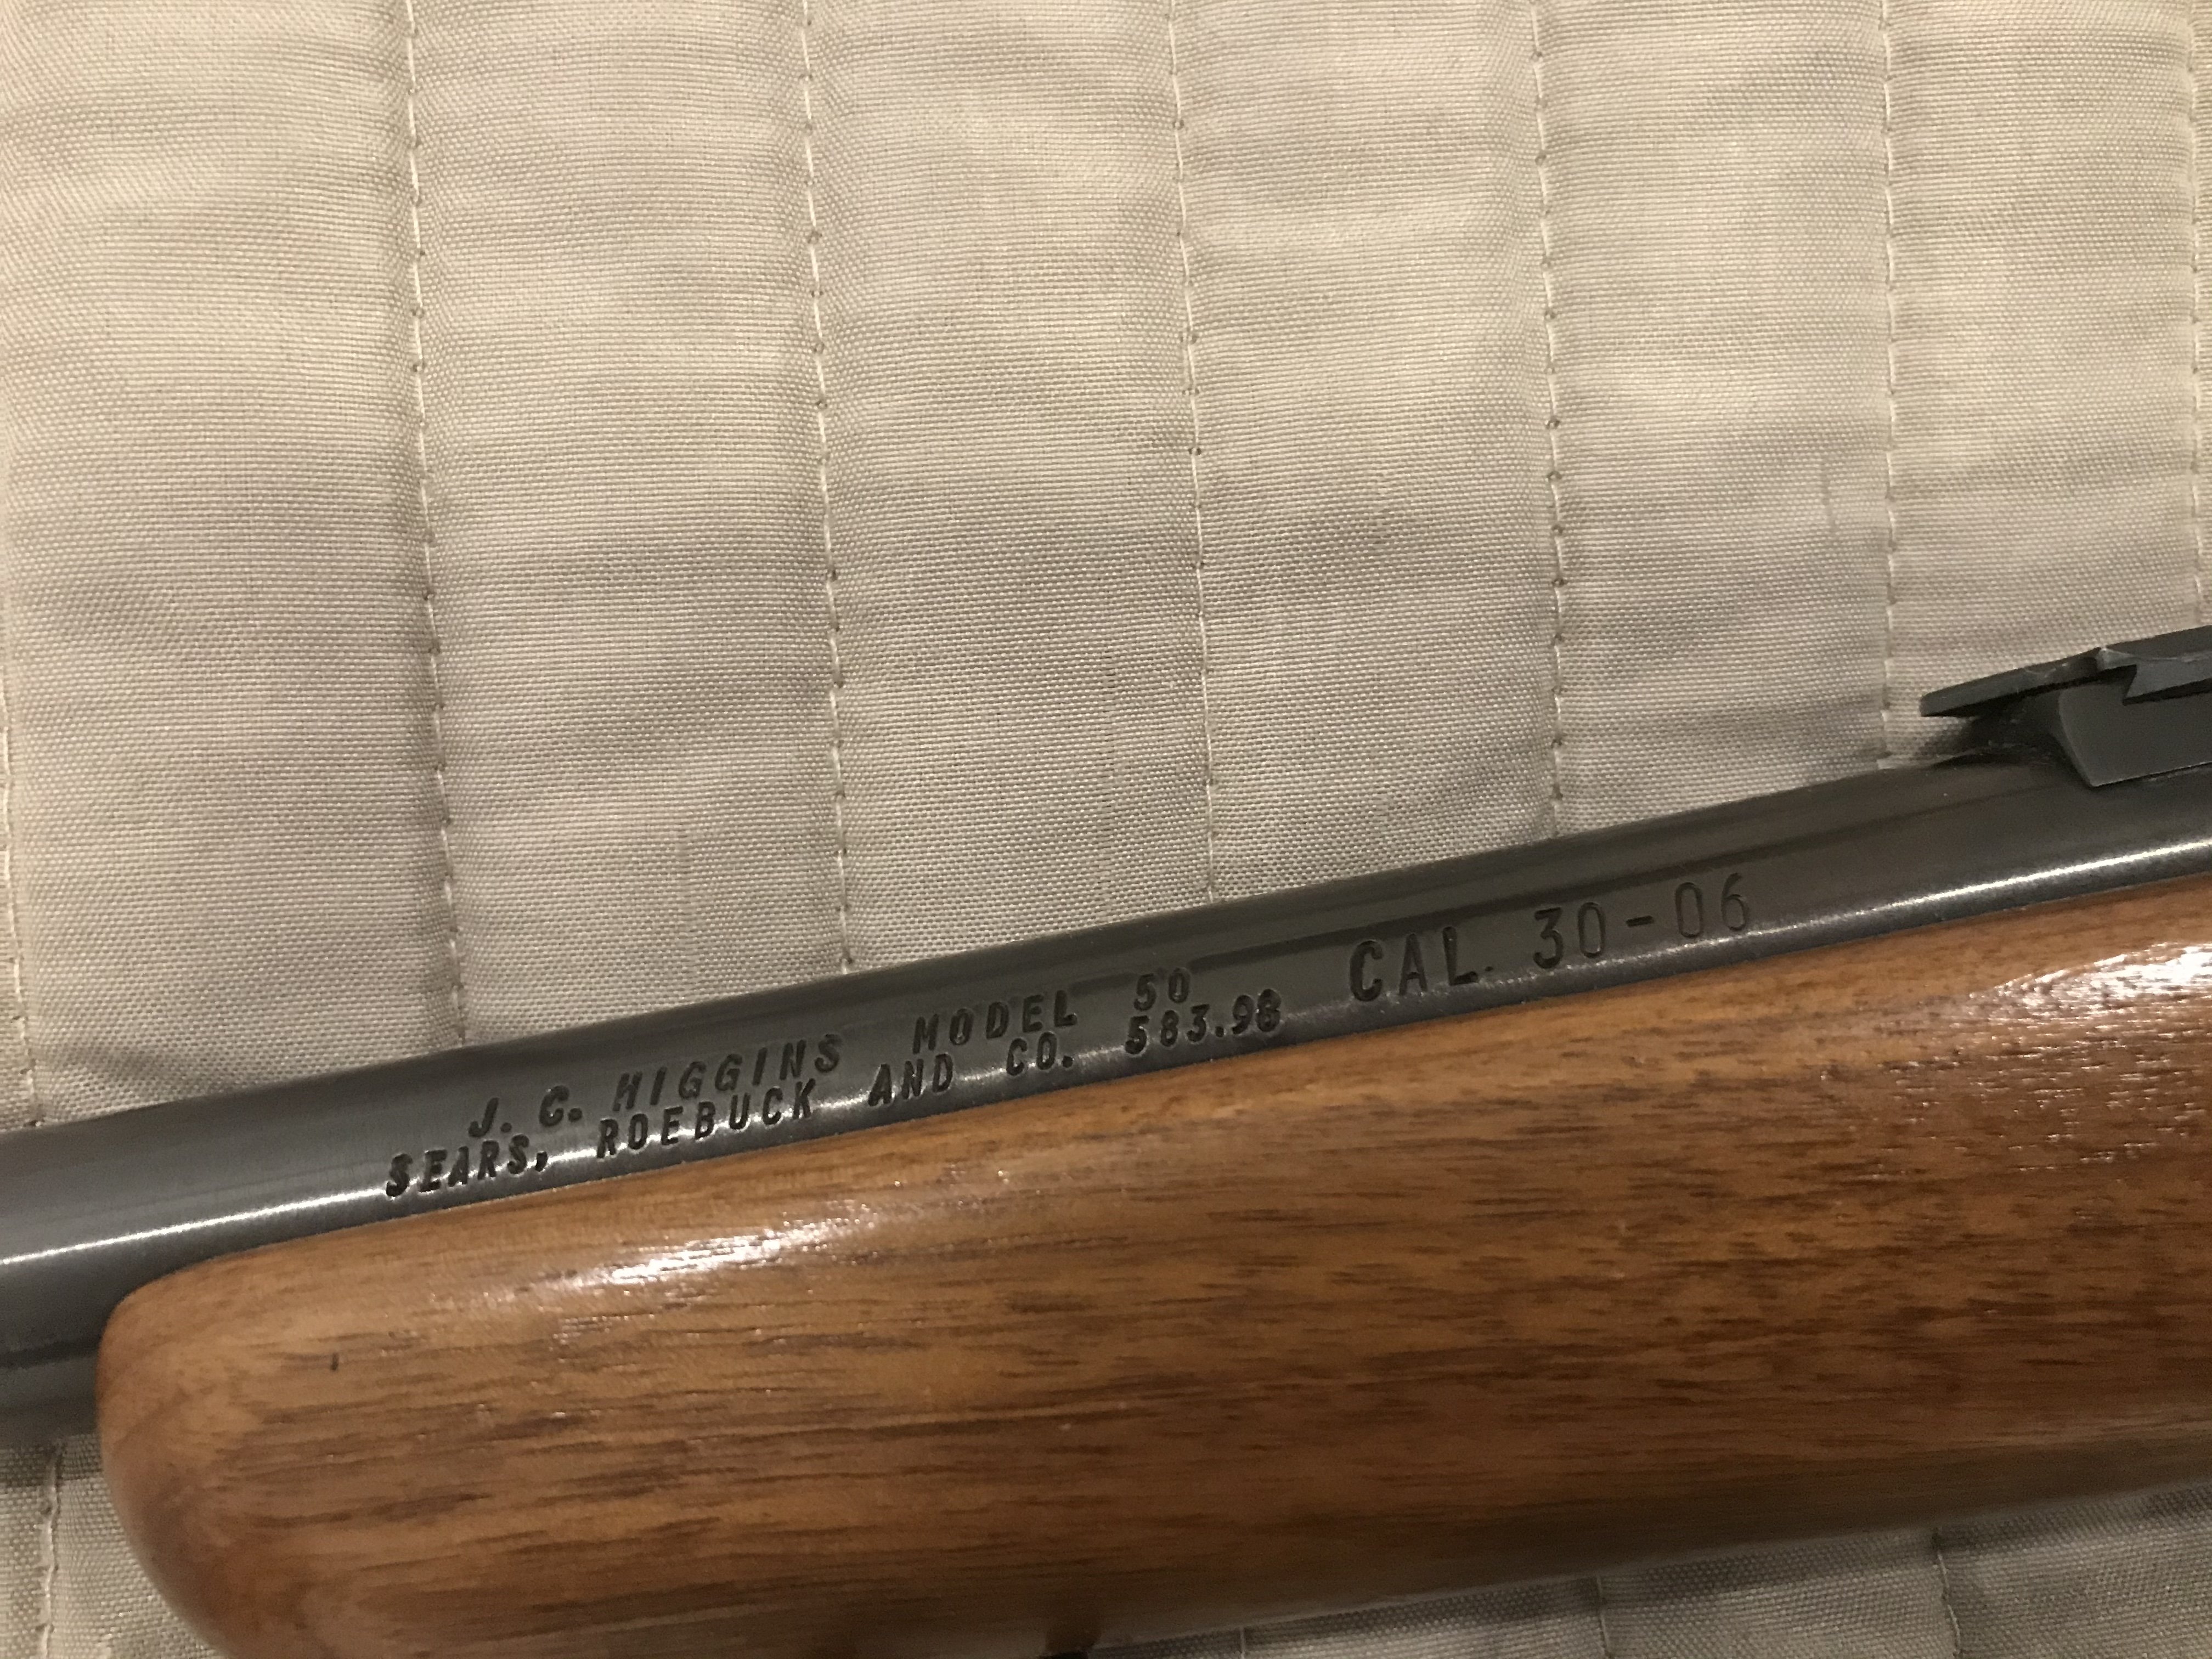 J. C. HIGGINS MODEL 50
SEARS, ROEBUCK AND CO. 583.98
CAL. 30-06